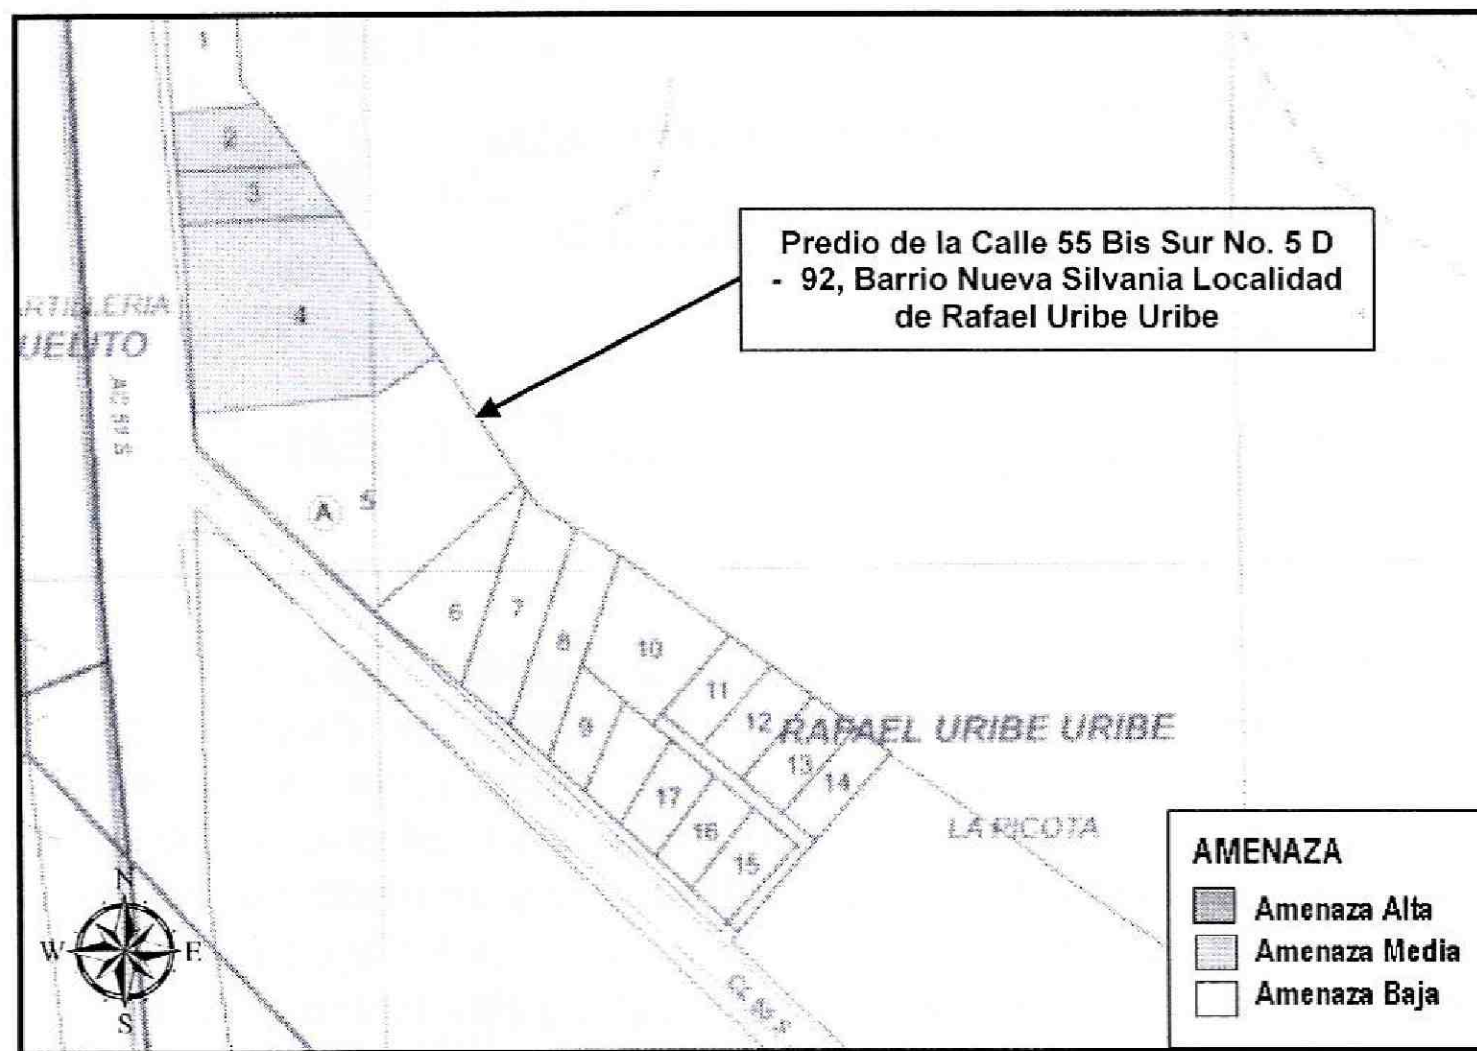 1
2
3
4
Predio de la Calle 55 Bis Sur No. 5 D
- 92, Barrio Nueva Silvania Localidad
de Rafael Uribe Uribe
ARTILLERIA
UELITO
A
5
6
7
8
9
10
11
12
13
14
RAFAEL URIBE URIBE
17
16
15
LA PICOTA
AMENAZA
Amenaza Alta
Amenaza Media
Amenaza Baja
N
W
E
S